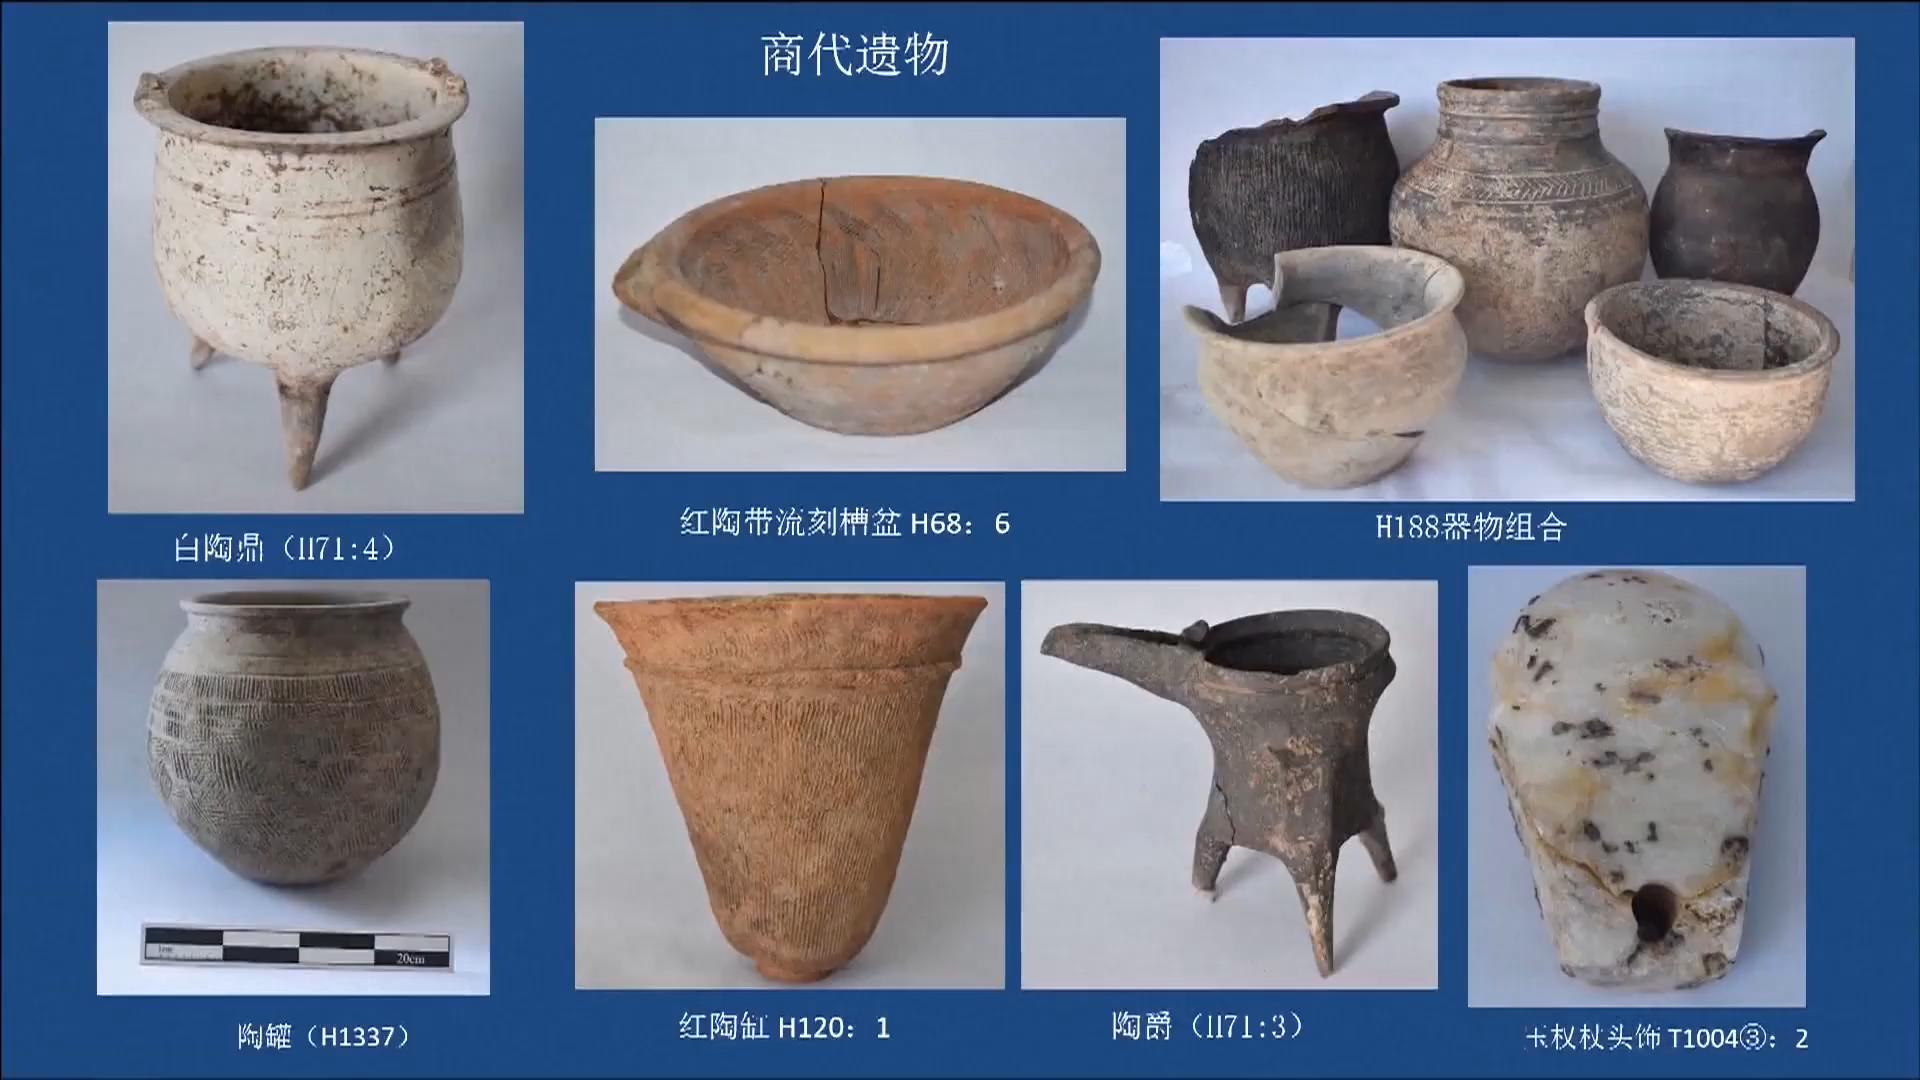 商代遗物
白陶鼎（H71:4）
红陶带流刻槽盆 H68：6
H188器物组合
20cm
陶罐（H1337）
红陶缸 H120：1
陶爵（H71:3）
玉权杖头饰 T1004③：2